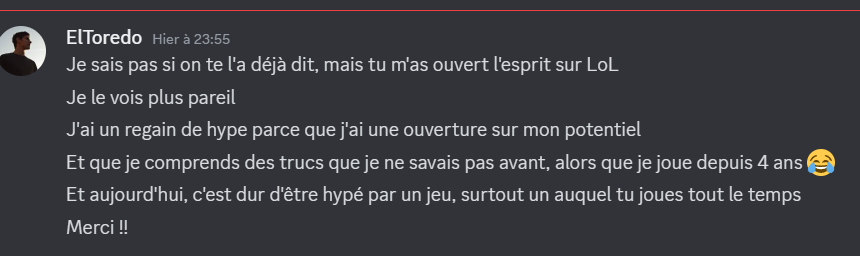 ElToredo Hier à 23:55
Je sais pas si on te l'a déjà dit, mais tu m'as ouvert l'esprit sur LoL
Je le vois plus pareil
J'ai un regain de hype parce que j'ai une ouverture sur mon potentiel
Et que je comprends des trucs que je ne savais pas avant, alors que je joue depuis 4 ans 😂
Et aujourd'hui, c'est dur d'être hypé par un jeu, surtout un auquel tu joues tout le temps
Merci !!